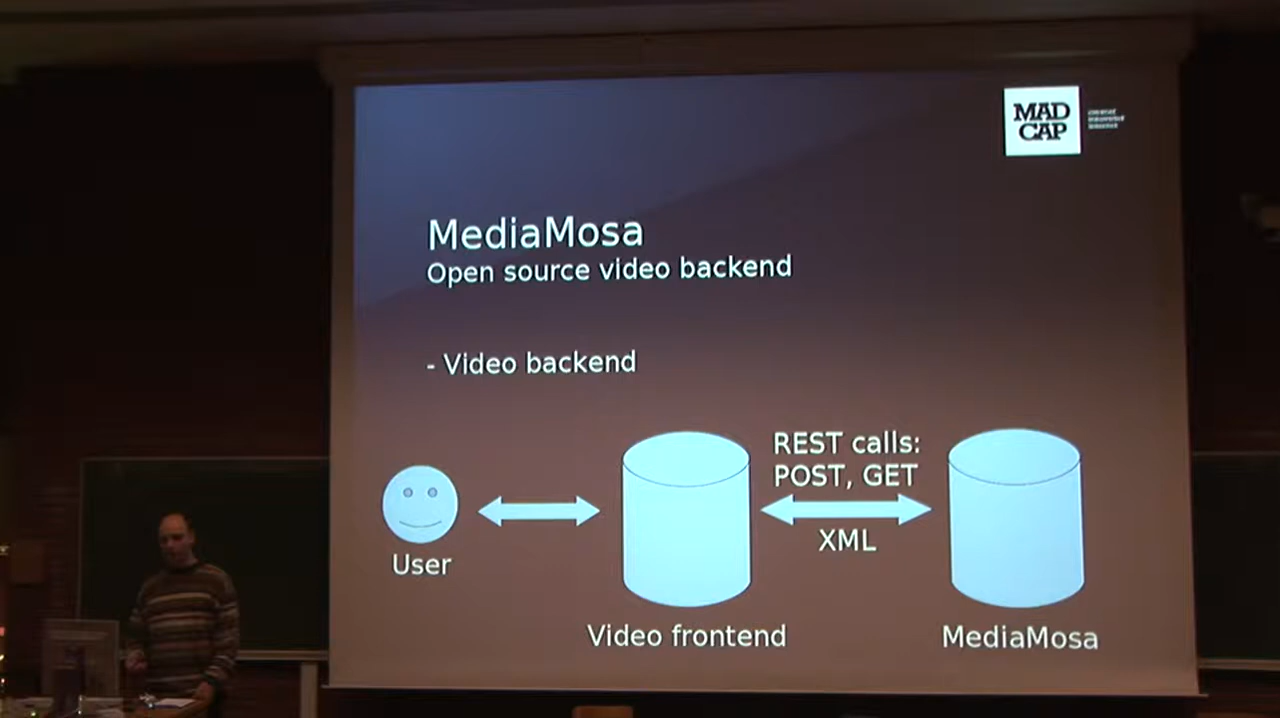 MAD
CAP
MediaMosa
Open source video backend
- Video backend
REST calls:
POST, GET
XML
User
Video frontend
MediaMosa